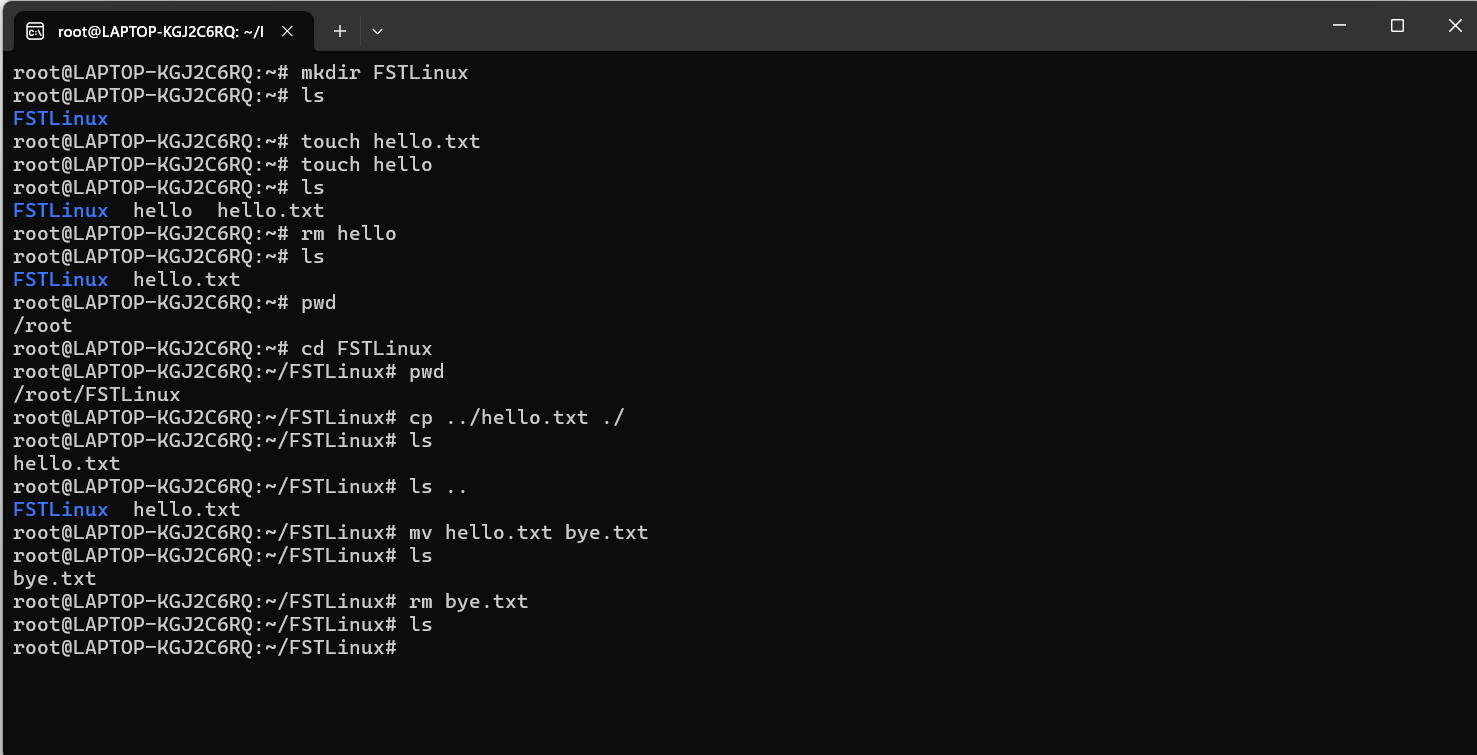 root@LAPTOP-KGJ2C6RQ: ~/l
root@LAPTOP-KGJ2C6RQ:~# mkdir FSTLinux
root@LAPTOP-KGJ2C6RQ:~# ls
FSTLinux
root@LAPTOP-KGJ2C6RQ:~# touch hello.txt
root@LAPTOP-KGJ2C6RQ:~# touch hello
root@LAPTOP-KGJ2C6RQ:~# ls
FSTLinux  hello  hello.txt
root@LAPTOP-KGJ2C6RQ:~# rm hello
root@LAPTOP-KGJ2C6RQ:~# ls
FSTLinux  hello.txt
root@LAPTOP-KGJ2C6RQ:~# pwd
/root
root@LAPTOP-KGJ2C6RQ:~# cd FSTLinux
root@LAPTOP-KGJ2C6RQ:~/FSTLinux# pwd
/root/FSTLinux
root@LAPTOP-KGJ2C6RQ:~/FSTLinux# cp ../hello.txt ./
root@LAPTOP-KGJ2C6RQ:~/FSTLinux# ls
hello.txt
root@LAPTOP-KGJ2C6RQ:~/FSTLinux# ls ..
FSTLinux  hello.txt
root@LAPTOP-KGJ2C6RQ:~/FSTLinux# mv hello.txt bye.txt
root@LAPTOP-KGJ2C6RQ:~/FSTLinux# ls
bye.txt
root@LAPTOP-KGJ2C6RQ:~/FSTLinux# rm bye.txt
root@LAPTOP-KGJ2C6RQ:~/FSTLinux# ls
root@LAPTOP-KGJ2C6RQ:~/FSTLinux#